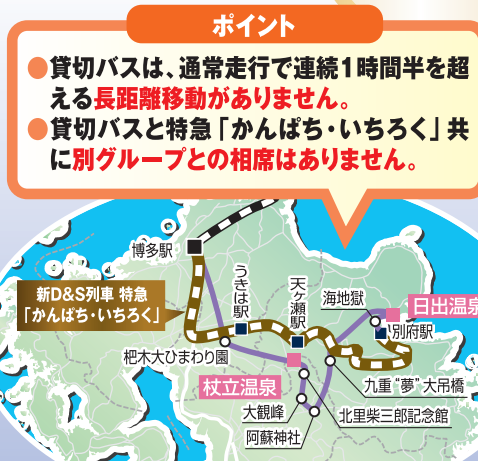 ポイント
●貸切バスは、通常走行で連続1時間半を超
える長距離移動がありません。
●貸切バスと特急「かんぱち・いちろく」共
に別グループとの相席はありません。
博多駅
うきは駅
天ヶ瀬駅
海地獄
日出温泉
別府駅
新D&S列車 特急
「かんぱち・いちろく」
杷木大ひまわり園
杖立温泉
九重“夢”大吊橋
大観峰
北里柴三郎記念館
阿蘇神社